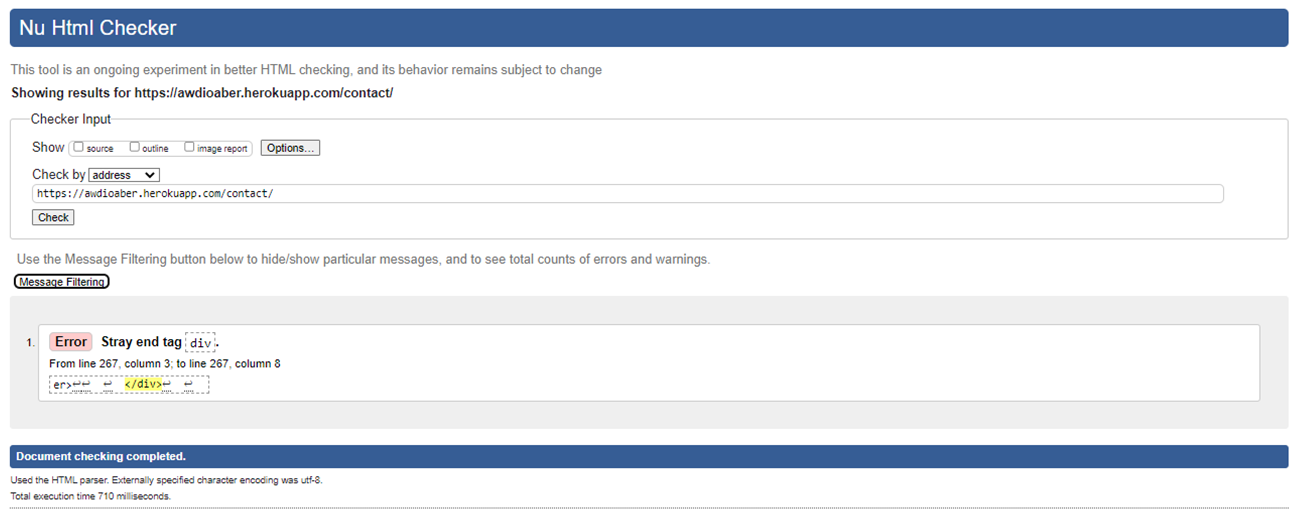 Nu Html Checker
This tool is an ongoing experiment in better HTML checking, and its behavior remains subject to change
Showing results for https://awdioaber.herokuapp.com/contact/
Checker Input
Show source outline image report Options...
Check by address
https://awdioaber.herokuapp.com/contact/
Check
Use the Message Filtering button below to hide/show particular messages, and to see total counts of errors and warnings.
Message Filtering
1. Error Stray end tag div.
From line 267, column 3; to line 267, column 8
er>↩↩ ↩ </div>↩ ↩
Document checking completed.
Used the HTML parser. Externally specified character encoding was utf-8.
Total execution time 710 milliseconds.